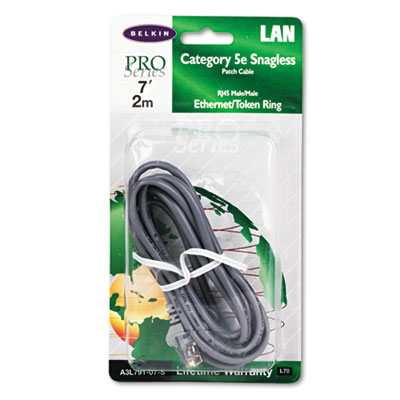 BELKIN
LAN
PRO
Series
7'
2m
Category 5e Snagless
Patch Cable
RJ45 Male/Male
Ethernet/Token Ring
PRO
Series
A3L791-07-S
Lifetime Warranty
L70